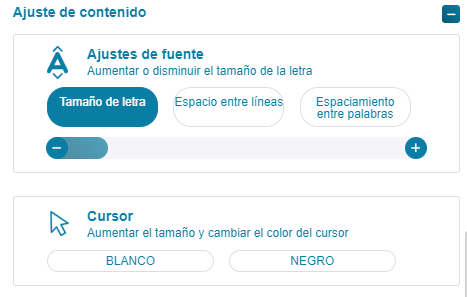 Ajuste de contenido
Ajustes de fuente
Aumentar o disminuir el tamaño de la letra
Tamaño de letra
Espacio entre líneas
Espaciamiento
entre palabras
Cursor
Aumentar el tamaño y cambiar el color del cursor
BLANCO
NEGRO